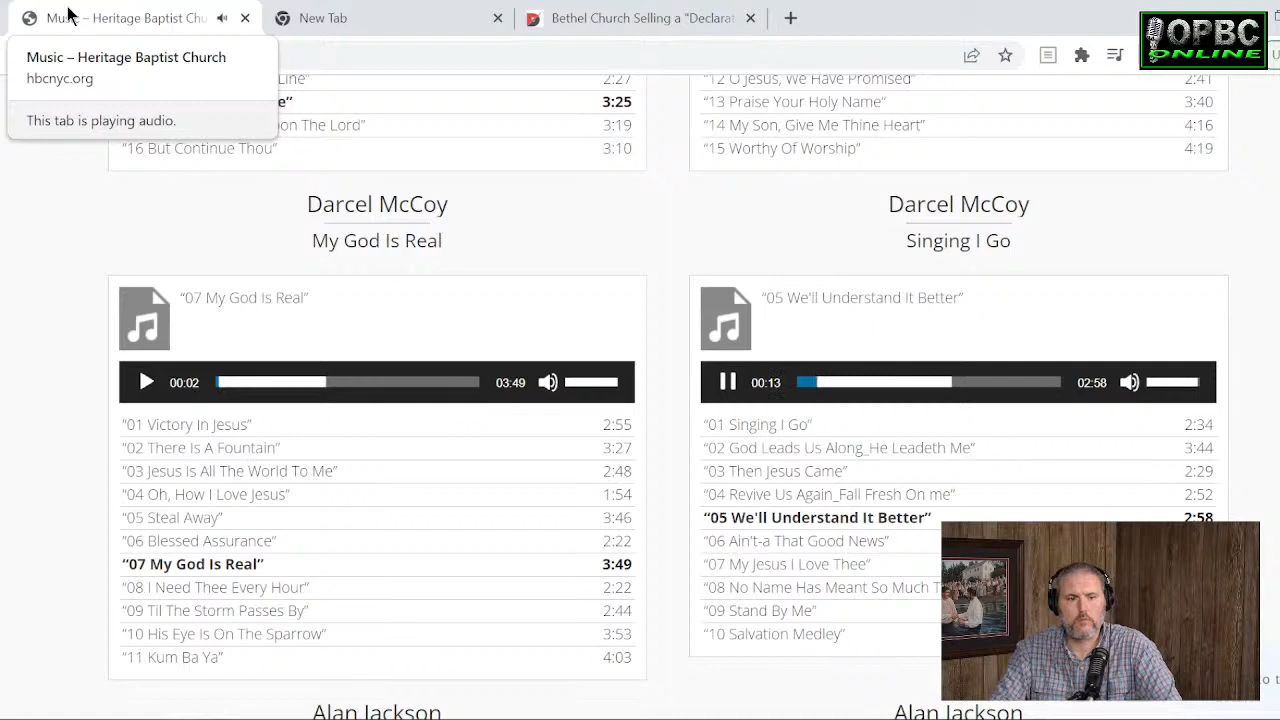 Music – Heritage Baptist Chu
New Tab
Bethel Church Selling a "Declarat
OPBC
ONLINE
Music – Heritage Baptist Church
hbcnyc.org
This tab is playing audio.
Line” 2:27
e” 3:25
on The Lord” 3:19
“16 But Continue Thou” 3:10
“12 O Jesus, We Have Promised” 2:41
“13 Praise Your Holy Name” 3:40
“14 My Son, Give Me Thine Heart” 4:16
“15 Worthy Of Worship” 4:19
Darcel McCoy
My God Is Real
“07 My God Is Real”
00:02 03:49
“01 Victory In Jesus” 2:55
“02 There Is A Fountain” 3:27
“03 Jesus Is All The World To Me” 2:48
“04 Oh, How I Love Jesus” 1:54
“05 Steal Away” 3:46
“06 Blessed Assurance” 2:22
“07 My God Is Real” 3:49
“08 I Need Thee Every Hour” 2:22
“09 Til The Storm Passes By” 2:44
“10 His Eye Is On The Sparrow” 3:53
“11 Kum Ba Ya” 4:03
Alan Jackson
Darcel McCoy
Singing I Go
“05 We'll Understand It Better”
00:13 02:58
“01 Singing I Go” 2:34
“02 God Leads Us Along_He Leadeth Me” 3:44
“03 Then Jesus Came” 2:29
“04 Revive Us Again_Fall Fresh On me” 2:52
“05 We'll Understand It Better” 2:58
“06 Ain't-a That Good News”
“07 My Jesus I Love Thee”
“08 No Name Has Meant So Much T
“09 Stand By Me”
“10 Salvation Medley”
Alan Jackson